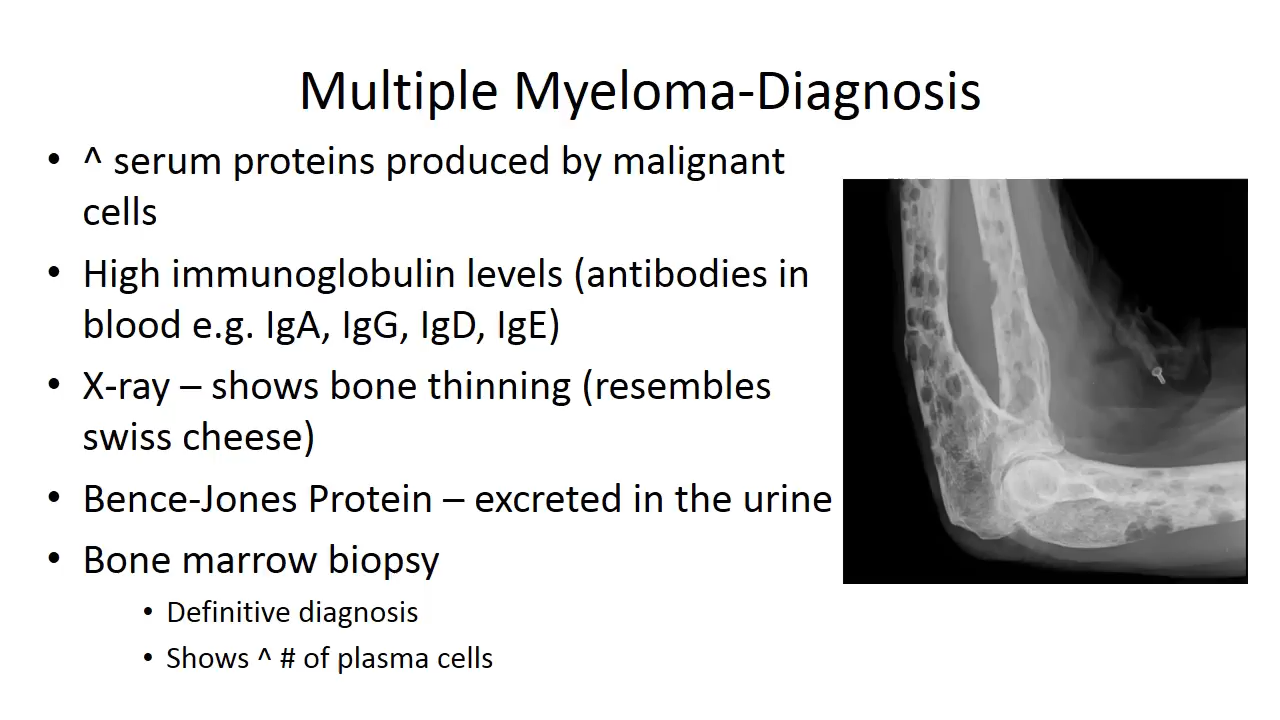 Multiple Myeloma-Diagnosis
• ^ serum proteins produced by malignant
cells
• High immunoglobulin levels (antibodies in
blood e.g. IgA, IgG, IgD, IgE)
• X-ray – shows bone thinning (resembles
swiss cheese)
• Bence-Jones Protein – excreted in the urine
• Bone marrow biopsy
• Definitive diagnosis
• Shows ^ # of plasma cells